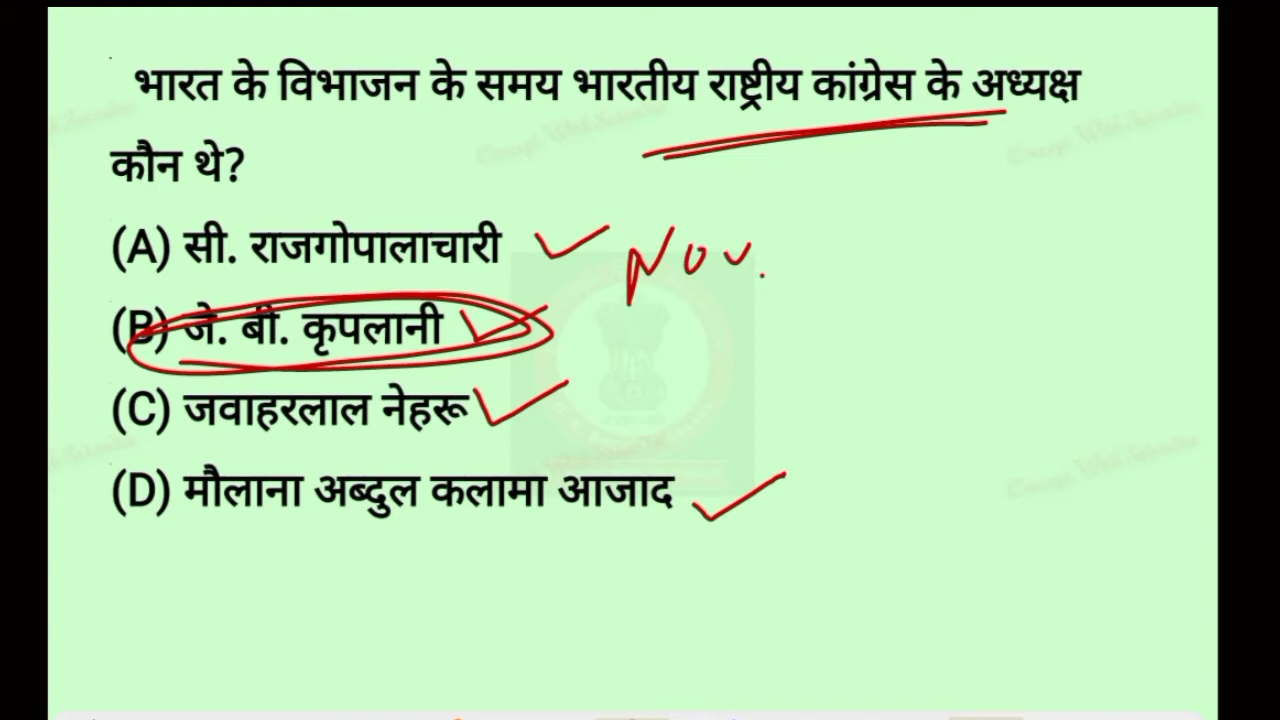 भारत के विभाजन के समय भारतीय राष्ट्रीय कांग्रेस के अध्यक्ष
कौन थे?
(A) सी. राजगोपालाचारी Nov.
(B) जे. बी. कृपलानी
(C) जवाहरलाल नेहरू
(D) मौलाना अब्दुल कलामा आजाद